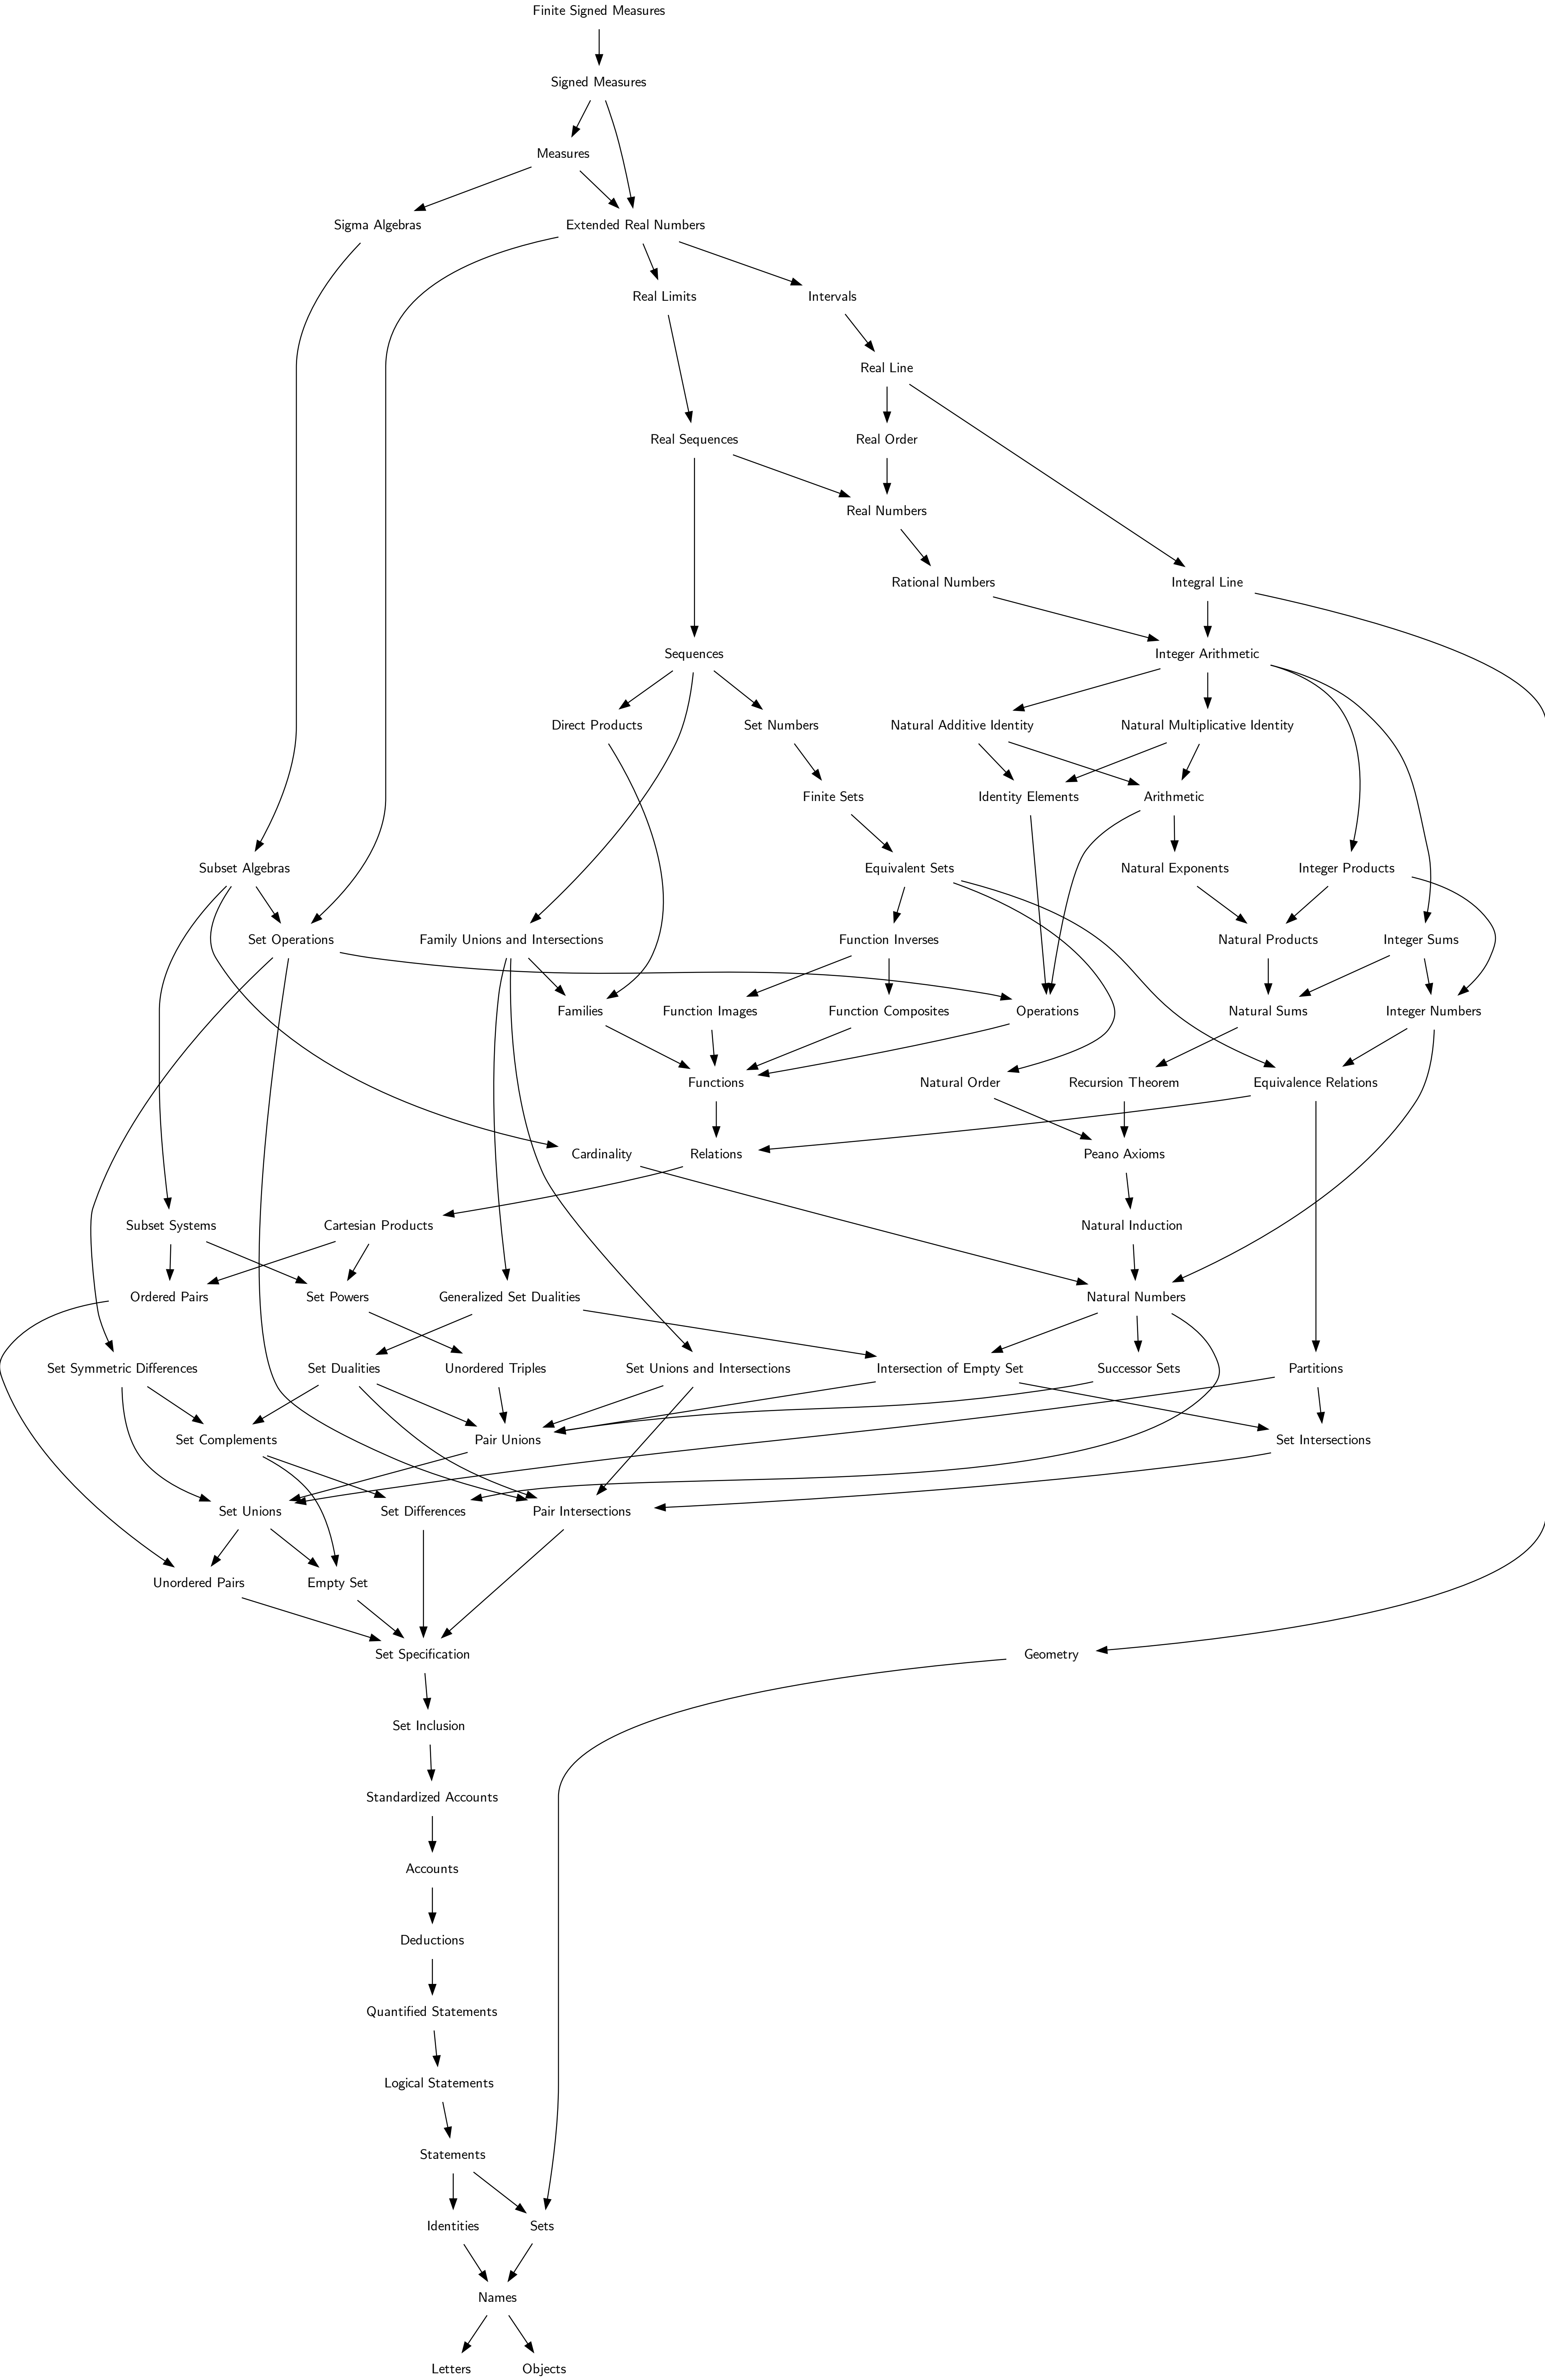 Finite Signed Measures
Signed Measures
Measures
Sigma Algebras
Extended Real Numbers
Real Limits
Intervals
Real Line
Real Sequences
Real Order
Real Numbers
Rational Numbers
Integral Line
Sequences
Integer Arithmetic
Direct Products
Set Numbers
Natural Additive Identity
Natural Multiplicative Identity
Finite Sets
Identity Elements
Arithmetic
Subset Algebras
Equivalent Sets
Natural Exponents
Integer Products
Set Operations
Family Unions and Intersections
Function Inverses
Natural Products
Integer Sums
Families
Function Images
Function Composites
Operations
Natural Sums
Integer Numbers
Functions
Natural Order
Recursion Theorem
Equivalence Relations
Cardinality
Relations
Peano Axioms
Subset Systems
Cartesian Products
Natural Induction
Ordered Pairs
Set Powers
Generalized Set Dualities
Natural Numbers
Set Symmetric Differences
Set Dualities
Unordered Triples
Set Unions and Intersections
Intersection of Empty Set
Successor Sets
Partitions
Set Complements
Pair Unions
Set Intersections
Set Unions
Set Differences
Pair Intersections
Unordered Pairs
Empty Set
Set Specification
Geometry
Set Inclusion
Standardized Accounts
Accounts
Deductions
Quantified Statements
Logical Statements
Statements
Identities
Sets
Names
Letters
Objects